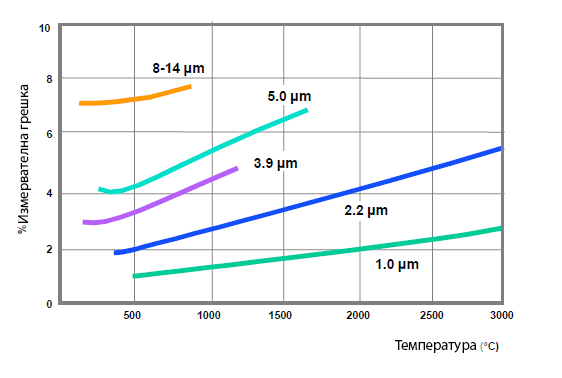 10
8-14 μm
8
5.0 μm
6
3.9 μm
4
2.2 μm
2
1.0 μm
0
500
1000
1500
2000
2500
3000
% Измервателна грешка
Температура (°C)